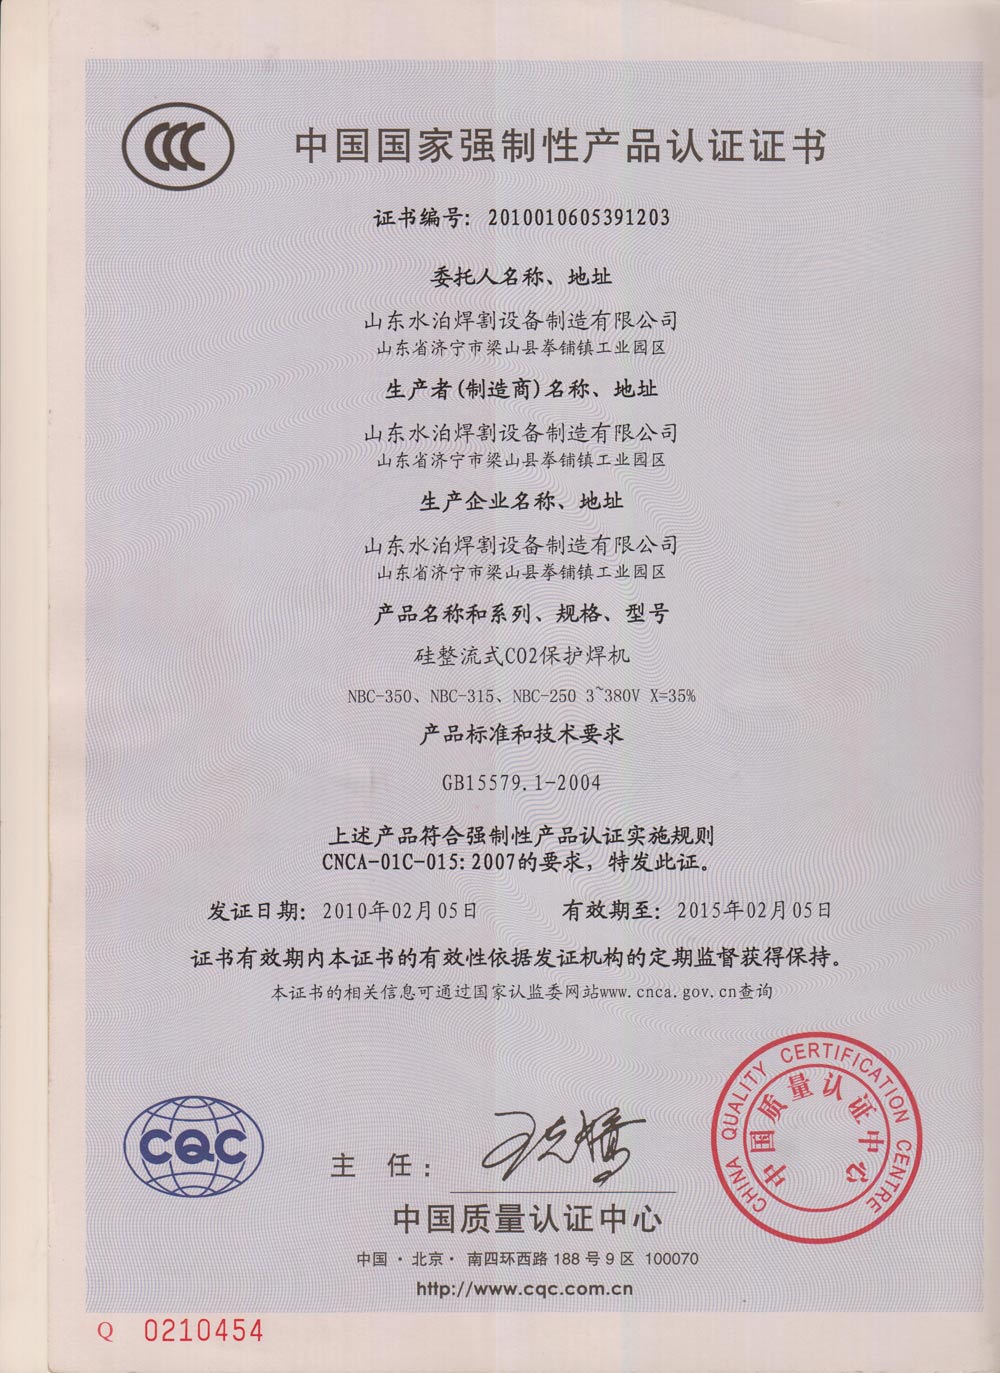 CCC
中国国家强制性产品认证证书
证书编号: 2010010605391203
委托人名称、地址
山东水泊焊割设备制造有限公司
山东省济宁市梁山县拳铺镇工业园区
生产者(制造商)名称、地址
山东水泊焊割设备制造有限公司
山东省济宁市梁山县拳铺镇工业园区
生产企业名称、地址
山东水泊焊割设备制造有限公司
山东省济宁市梁山县拳铺镇工业园区
产品名称和系列、规格、型号
硅整流式CO2保护焊机
NBC-350、NBC-315、NBC-250 3~380V X=35%
产品标准和技术要求
GB15579.1-2004
上述产品符合强制性产品认证实施规则
CNCA-01C-015:2007的要求, 特发此证。
发证日期: 2010年02月05日 有效期至: 2015年02月05日
证书有效期内本证书的有效性依据发证机构的定期监督获得保持。
本证书的相关信息可通过国家认监委网站www.cnca.gov.cn查询
CQC
主 任:
CHINA QUALITY CERTIFICATION CENTRE
中国质量认证中心
中国质量认证中心
中国·北京· 南四环西路 188 号 9 区 100070
http://www.cqc.com.cn
Q 0210454